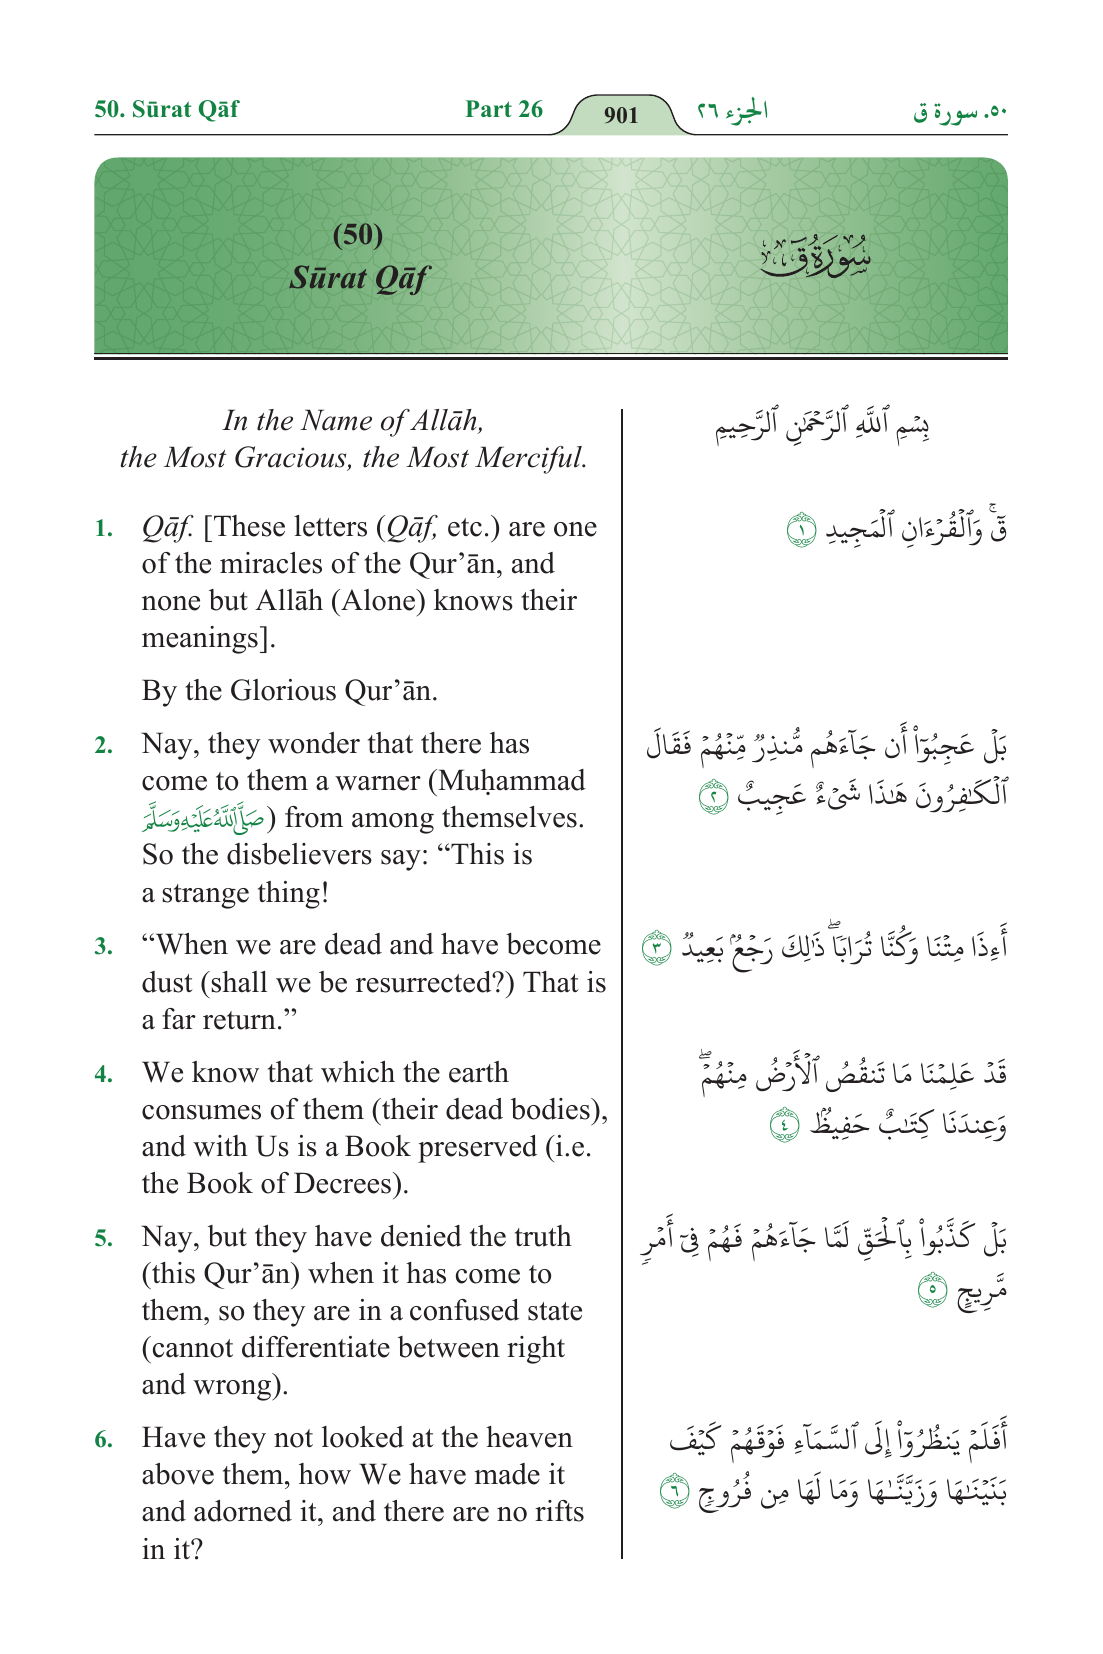 50. Sūrat Qāf
Part 26
901
الجزء ٢٦
٥٠. سورة ق
(50)
Sūrat Qāf
سُورَةُ قٓ
In the Name of Allāh,
the Most Gracious, the Most Merciful.
بِسۡمِ ٱللَّهِ ٱلرَّحۡمَٰنِ ٱلرَّحِيمِ
1. Qāf. [These letters (Qāf, etc.) are one
of the miracles of the Qur’ān, and
none but Allāh (Alone) knows their
meanings].
By the Glorious Qur’ān.
قٓۚ وَٱلۡقُرۡءَانِ ٱلۡمَجِيدِ ١
2. Nay, they wonder that there has
come to them a warner (Muḥammad
صَلَّى اللَّهُ عَلَيْهِ وَسَلَّمَ) from among themselves.
So the disbelievers say: “This is
a strange thing!
بَلۡ عَجِبُوٓاْ أَن جَآءَهُم مُّنذِرٞ مِّنۡهُمۡ فَقَالَ
ٱلۡكَٰفِرُونَ هَٰذَا شَيۡءٌ عَجِيبٌ ٢
3. “When we are dead and have become
dust (shall we be resurrected?) That is
a far return.”
أَءِذَا مِتۡنَا وَكُنَّا تُرَابٗاۖ ذَٰلِكَ رَجۡعُۢ بَعِيدٞ ٣
4. We know that which the earth
consumes of them (their dead bodies),
and with Us is a Book preserved (i.e.
the Book of Decrees).
قَدۡ عَلِمۡنَا مَا تَنقُصُ ٱلۡأَرۡضُ مِنۡهُمۡۖ
وَعِندَنَا كِتَٰبٌ حَفِيظُۢ ٤
5. Nay, but they have denied the truth
(this Qur’ān) when it has come to
them, so they are in a confused state
(cannot differentiate between right
and wrong).
بَلۡ كَذَّبُواْ بِٱلۡحَقِّ لَمَّا جَآءَهُمۡ فَهُمۡ فِيٓ أَمۡرٖ
مَّرِيجٍ ٥
6. Have they not looked at the heaven
above them, how We have made it
and adorned it, and there are no rifts
in it?
أَفَلَمۡ يَنظُرُوٓاْ إِلَى ٱلسَّمَآءِ فَوۡقَهُمۡ كَيۡفَ
بَنَيۡنَٰهَا وَزَيَّنَّٰهَا وَمَا لَهَا مِن فُرُوجٖ ٦